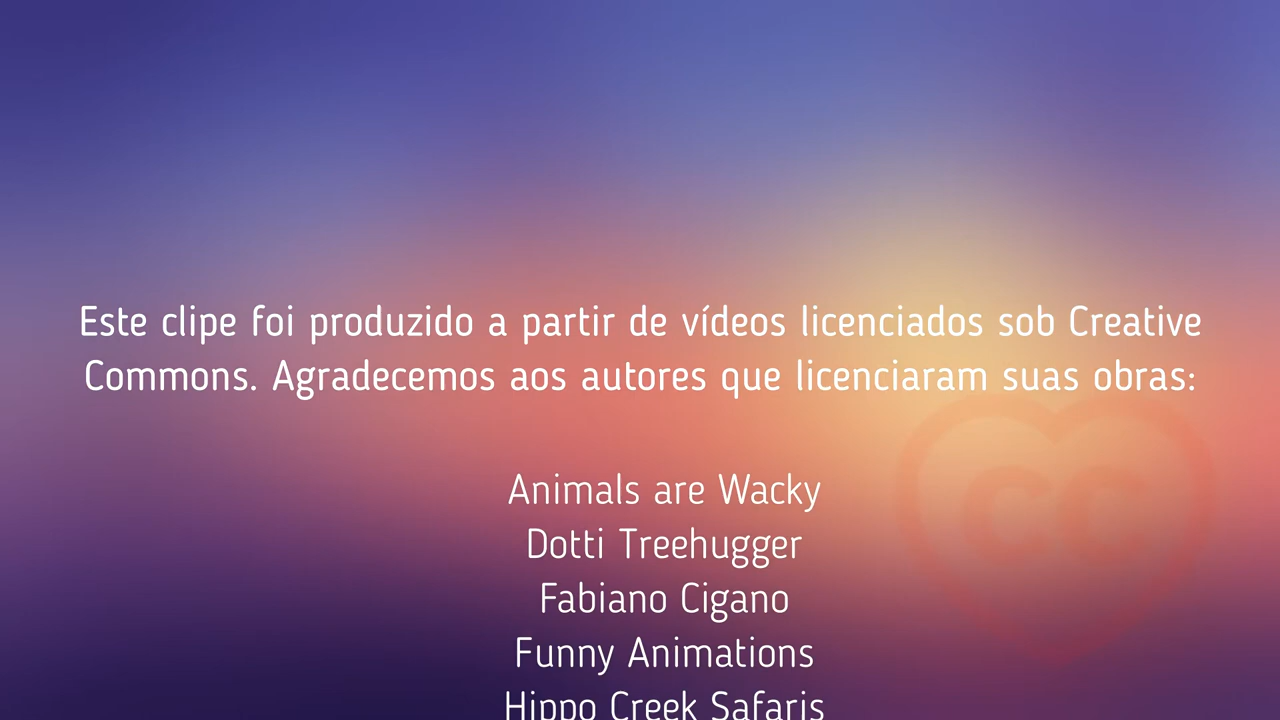 Este clipe foi produzido a partir de vídeos licenciados sob Creative
Commons. Agradecemos aos autores que licenciaram suas obras:
Animals are Wacky
Dotti Treehugger
Fabiano Cigano
Funny Animations
Hippo Creek Safaris
cc